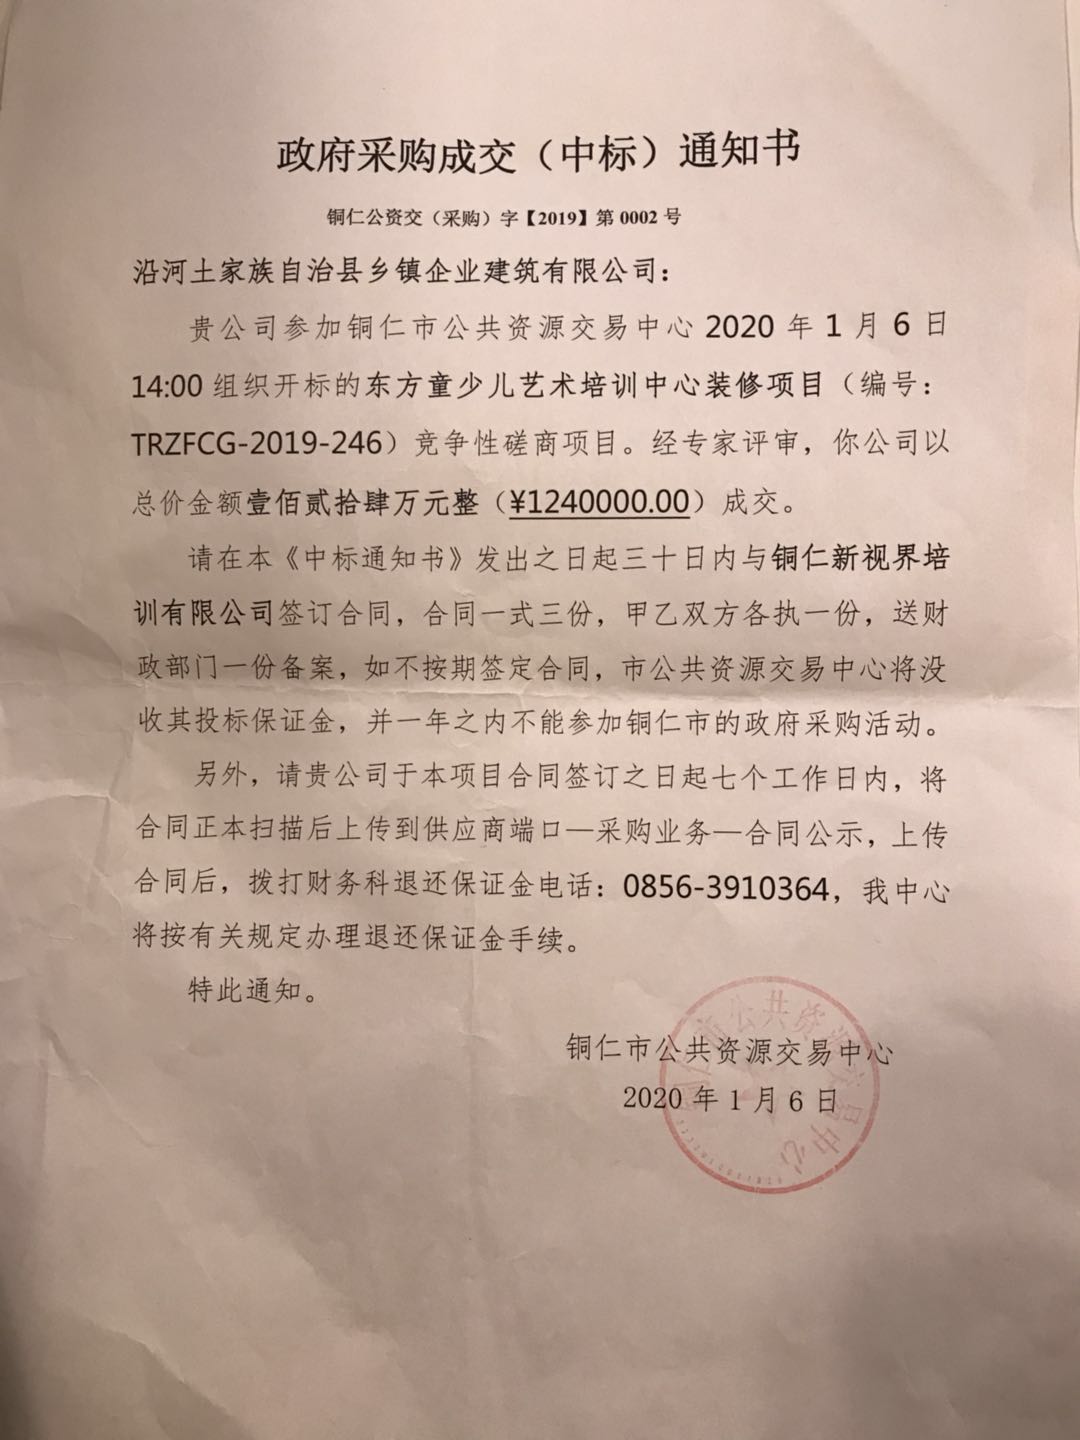 政府采购成交（中标）通知书
铜仁公资交（采购）字【2019】第 0002 号
沿河土家族自治县乡镇企业建筑有限公司：
贵公司参加铜仁市公共资源交易中心 2020 年 1 月 6 日
14:00 组织开标的东方童少儿艺术培训中心装修项目（编号：
TRZFCG-2019-246）竞争性磋商项目。经专家评审，你公司以
总价金额壹佰贰拾肆万元整（¥1240000.00）成交。
请在本《中标通知书》发出之日起三十日内与铜仁新视界培
训有限公司签订合同，合同一式三份，甲乙双方各执一份，送财
政部门一份备案，如不按期签定合同，市公共资源交易中心将没
收其投标保证金，并一年之内不能参加铜仁市的政府采购活动。
另外，请贵公司于本项目合同签订之日起七个工作日内，将
合同正本扫描后上传到供应商端口—采购业务—合同公示，上传
合同后，拨打财务科退还保证金电话：0856-3910364，我中心
将按有关规定办理退还保证金手续。
特此通知。
铜仁市公共资源交易中心
2020 年 1 月 6 日
铜仁市公共资源交易中心